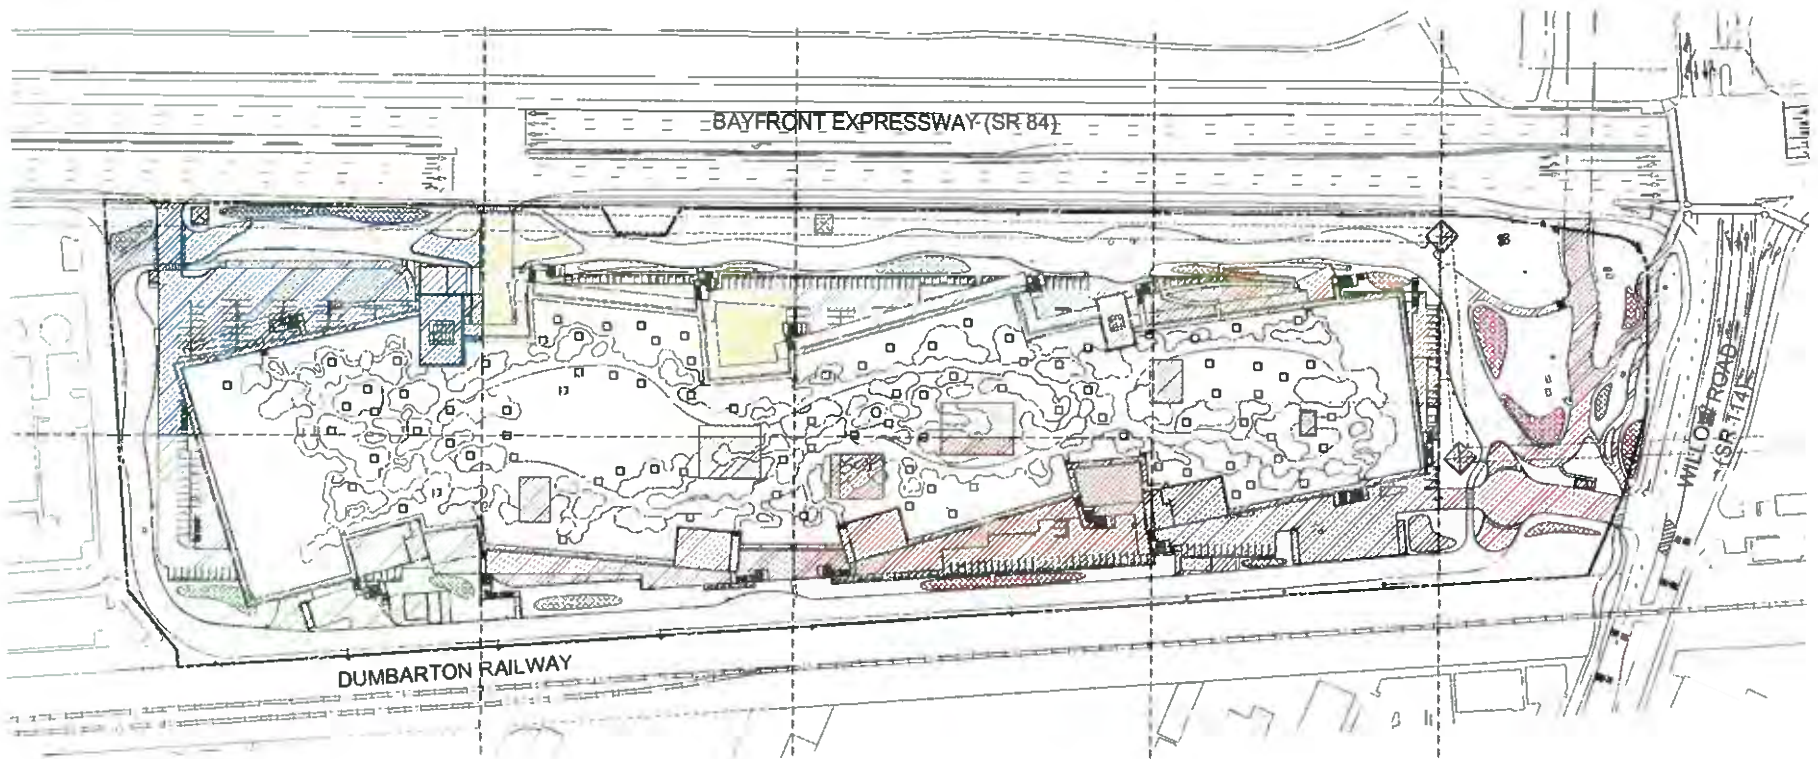 BAYFRONT EXPRESSWAY (SR 84)
WILLOW ROAD
(SR 114)
DUMBARTON RAILWAY